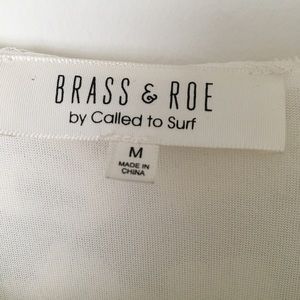 BRASS & ROE
by Called to Surf
M
MADE IN
CHINA